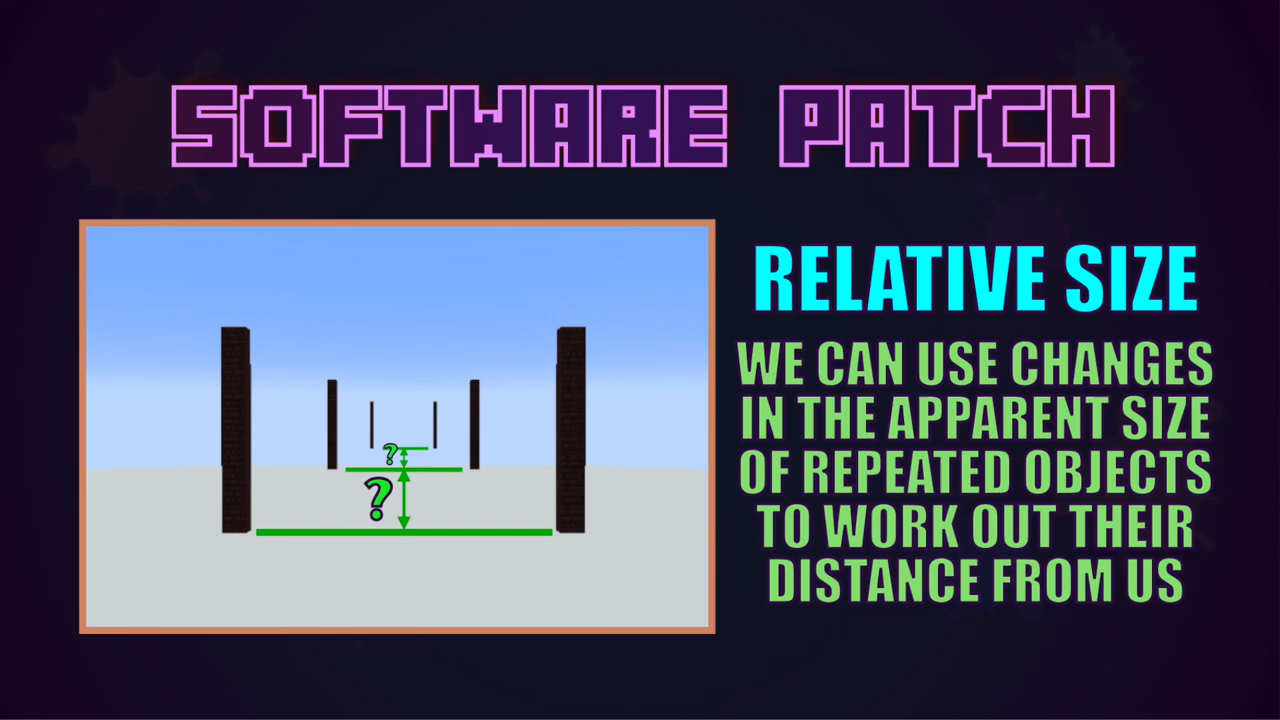 SOFTWARE PATCH
RELATIVE SIZE
WE CAN USE CHANGES
IN THE APPARENT SIZE
OF REPEATED OBJECTS
TO WORK OUT THEIR
DISTANCE FROM US
?
?